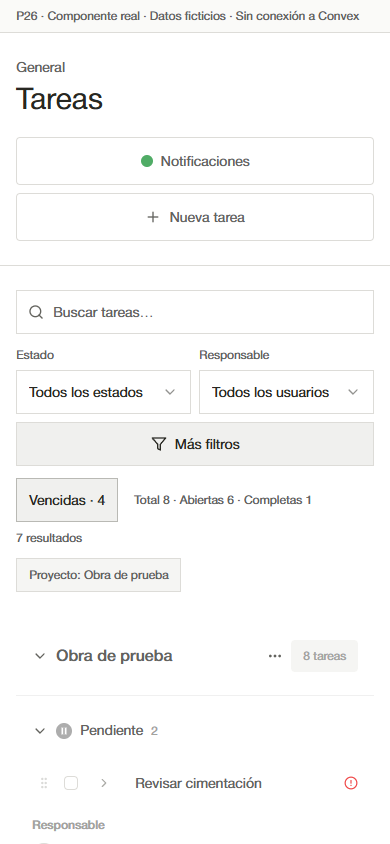 P26 · Componente real · Datos ficticios · Sin conexión a Convex
General
Tareas
Notificaciones
Nueva tarea
Buscar tareas…
Estado Responsable
Todos los estados Todos los usuarios
Más filtros
Vencidas · 4 Total 8 · Abiertas 6 · Completas 1
7 resultados
Proyecto: Obra de prueba
Obra de prueba 8 tareas
Pendiente 2
Revisar cimentación
Responsable